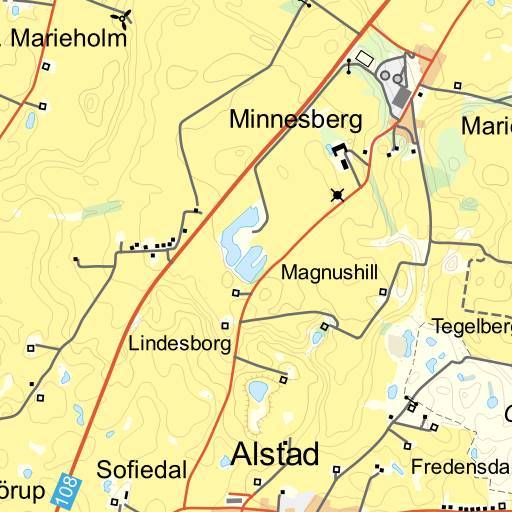 . Marieholm
Minnesberg
Marie
Magnushill
Tegelberg
Lindesborg
Alstad
Sofiedal
Fredensda
örup
108